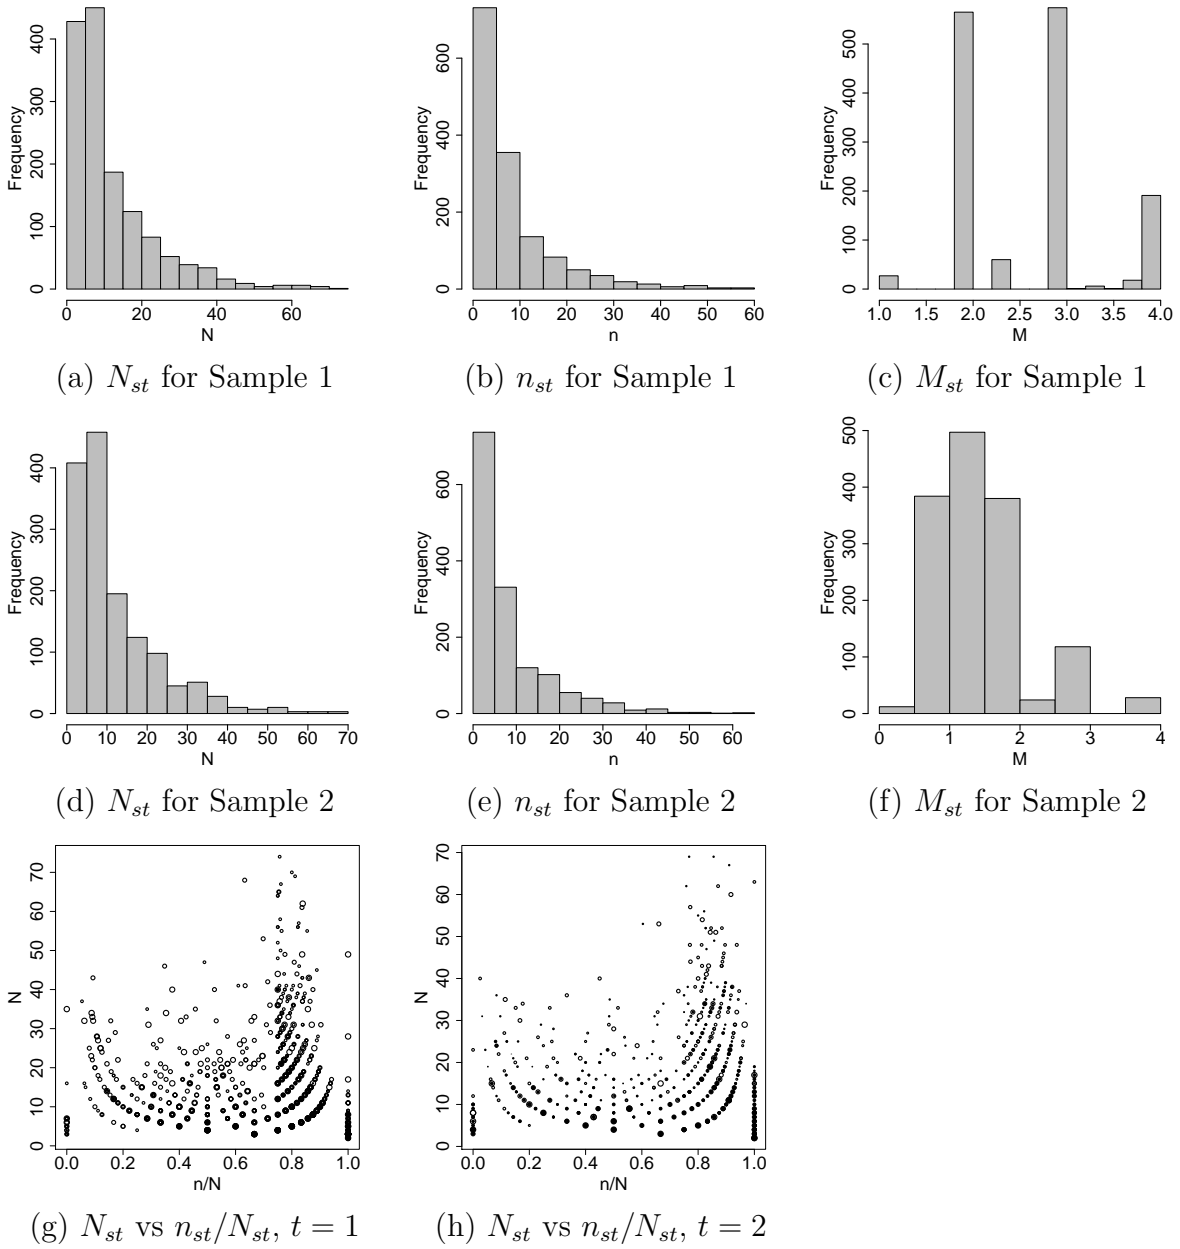 Frequency
0 100 200 300 400
0 20 40 60
N
(a) N_st for Sample 1
Frequency
0 200 400 600
0 10 20 30 40 50 60
n
(b) n_st for Sample 1
Frequency
0 100 200 300 400 500
1.0 1.5 2.0 2.5 3.0 3.5 4.0
M
(c) M_st for Sample 1
Frequency
0 100 200 300 400
0 10 20 30 40 50 60 70
N
(d) N_st for Sample 2
Frequency
0 200 400 600
0 10 20 30 40 50 60
n
(e) n_st for Sample 2
Frequency
0 100 200 300 400 500
0 1 2 3 4
M
(f) M_st for Sample 2
N
0 10 20 30 40 50 60 70
0.0 0.2 0.4 0.6 0.8 1.0
n/N
(g) N_st vs n_st/N_st, t = 1
N
0 10 20 30 40 50 60 70
0.0 0.2 0.4 0.6 0.8 1.0
n/N
(h) N_st vs n_st/N_st, t = 2